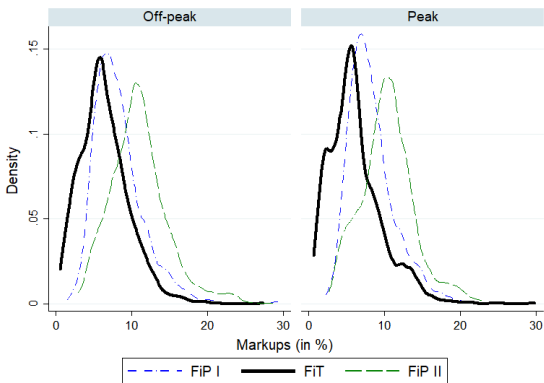 Off-peak Peak
Density
0 .05 .1 .15
0 10 20 30 0 10 20 30
Markups (in %)
FiP I FiT FiP II